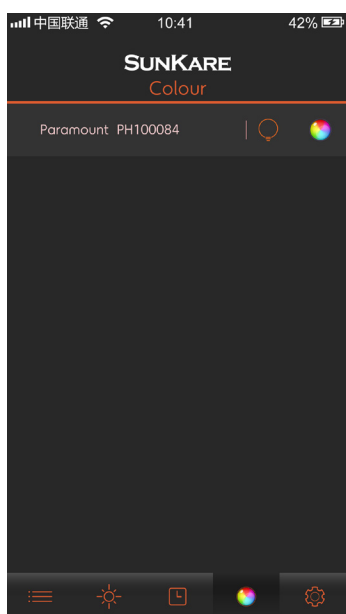 中国联通 10:41 42%
SUNKARE
Colour
Paramount PH100084